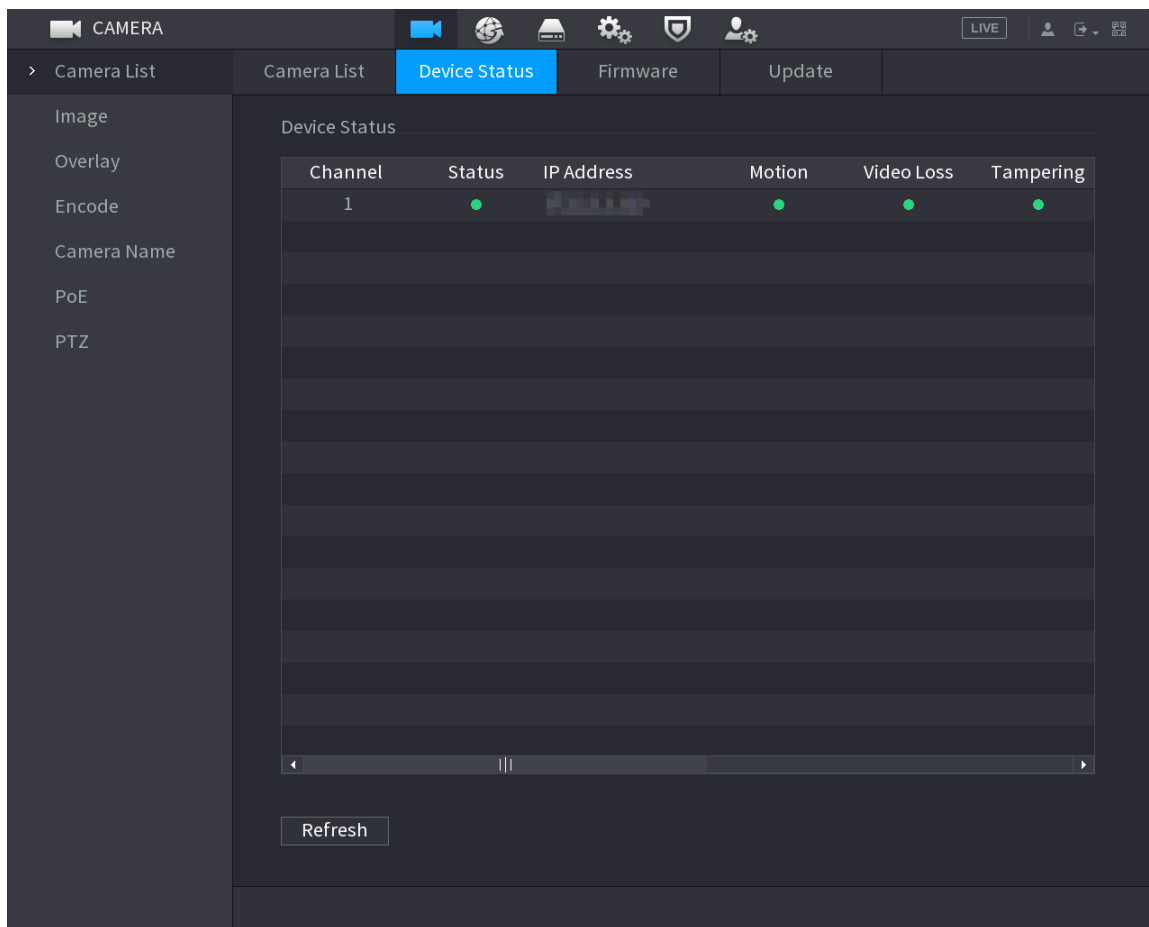 CAMERA LIVE
> Camera List Camera List Device Status Firmware Update
Image
Device Status
Overlay
Channel Status IP Address Motion Video Loss Tampering
1
Encode
Camera Name
PoE
PTZ
Refresh